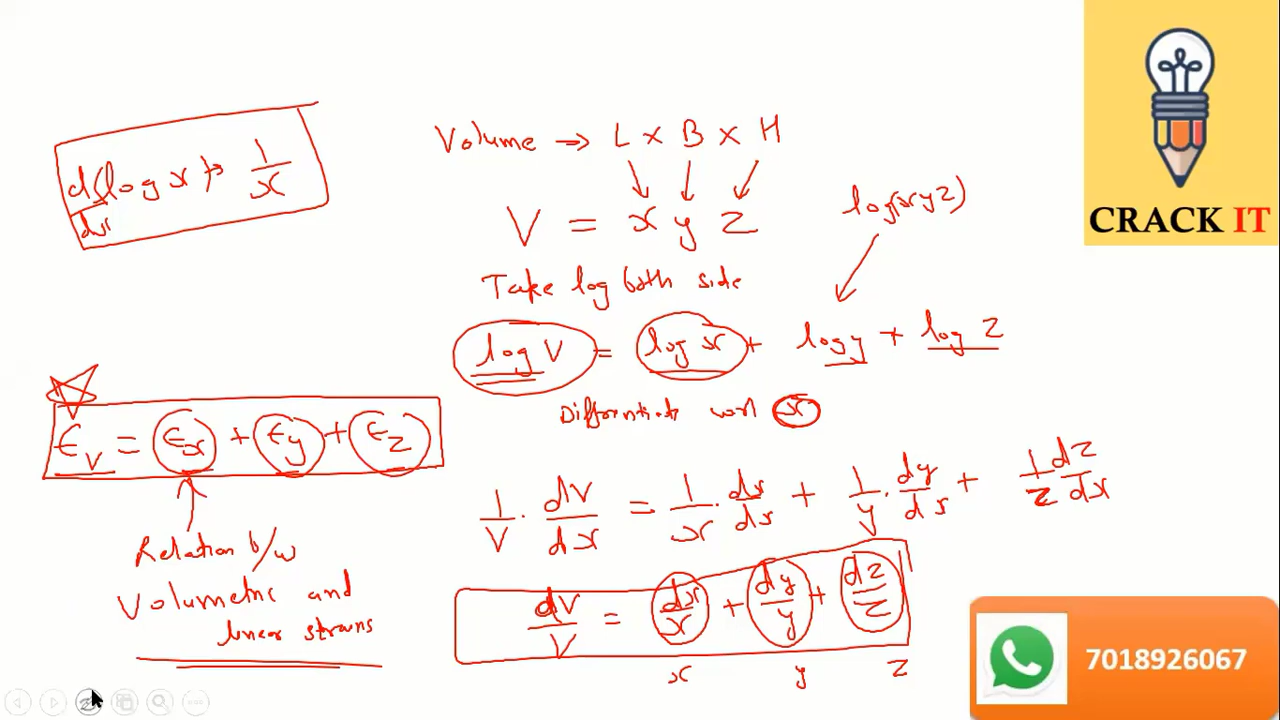 d(log x) ⇒ 1/x
dx
Volume → L × B × H
V = x y z
log(xyz)
Take log both side
log V = log x + log y + log z
Differentiate wrt x
1/V . dV/dx = 1/x . dx/dx + 1/y . dy/dx + 1/z dz/dx
dV/V = dx/x + dy/y + dz/z
x y z
ϵv = ϵx + ϵy + ϵz
Relation b/w
Volumetric and
linear strains
CRACK IT
7018926067